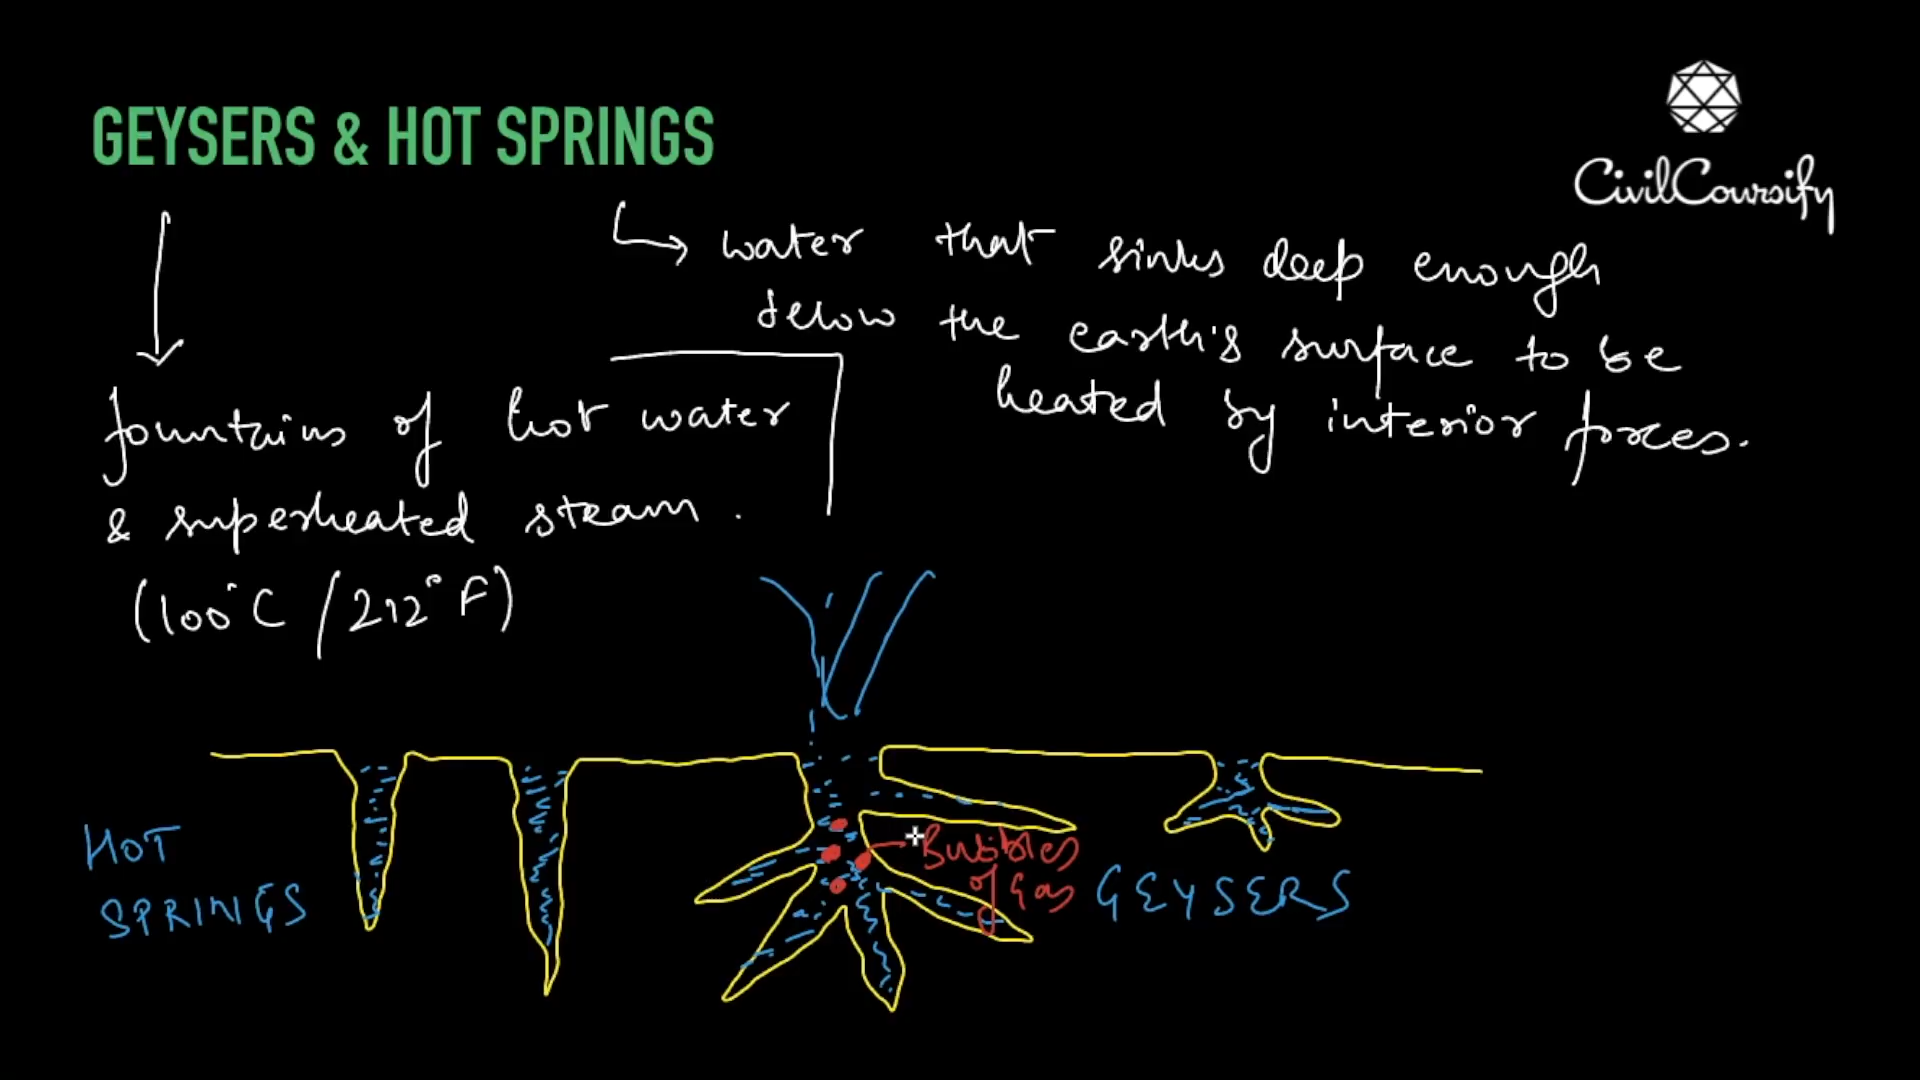 GEYSERS & HOT SPRINGS
CivilCoursify
water that sinks deep enough
below the earth's surface to be
heated by interior forces.
fountains of hot water
& superheated steam.
(100°C / 212°F)
HOT
SPRINGS
Bubbles
of Gas
GEYSERS